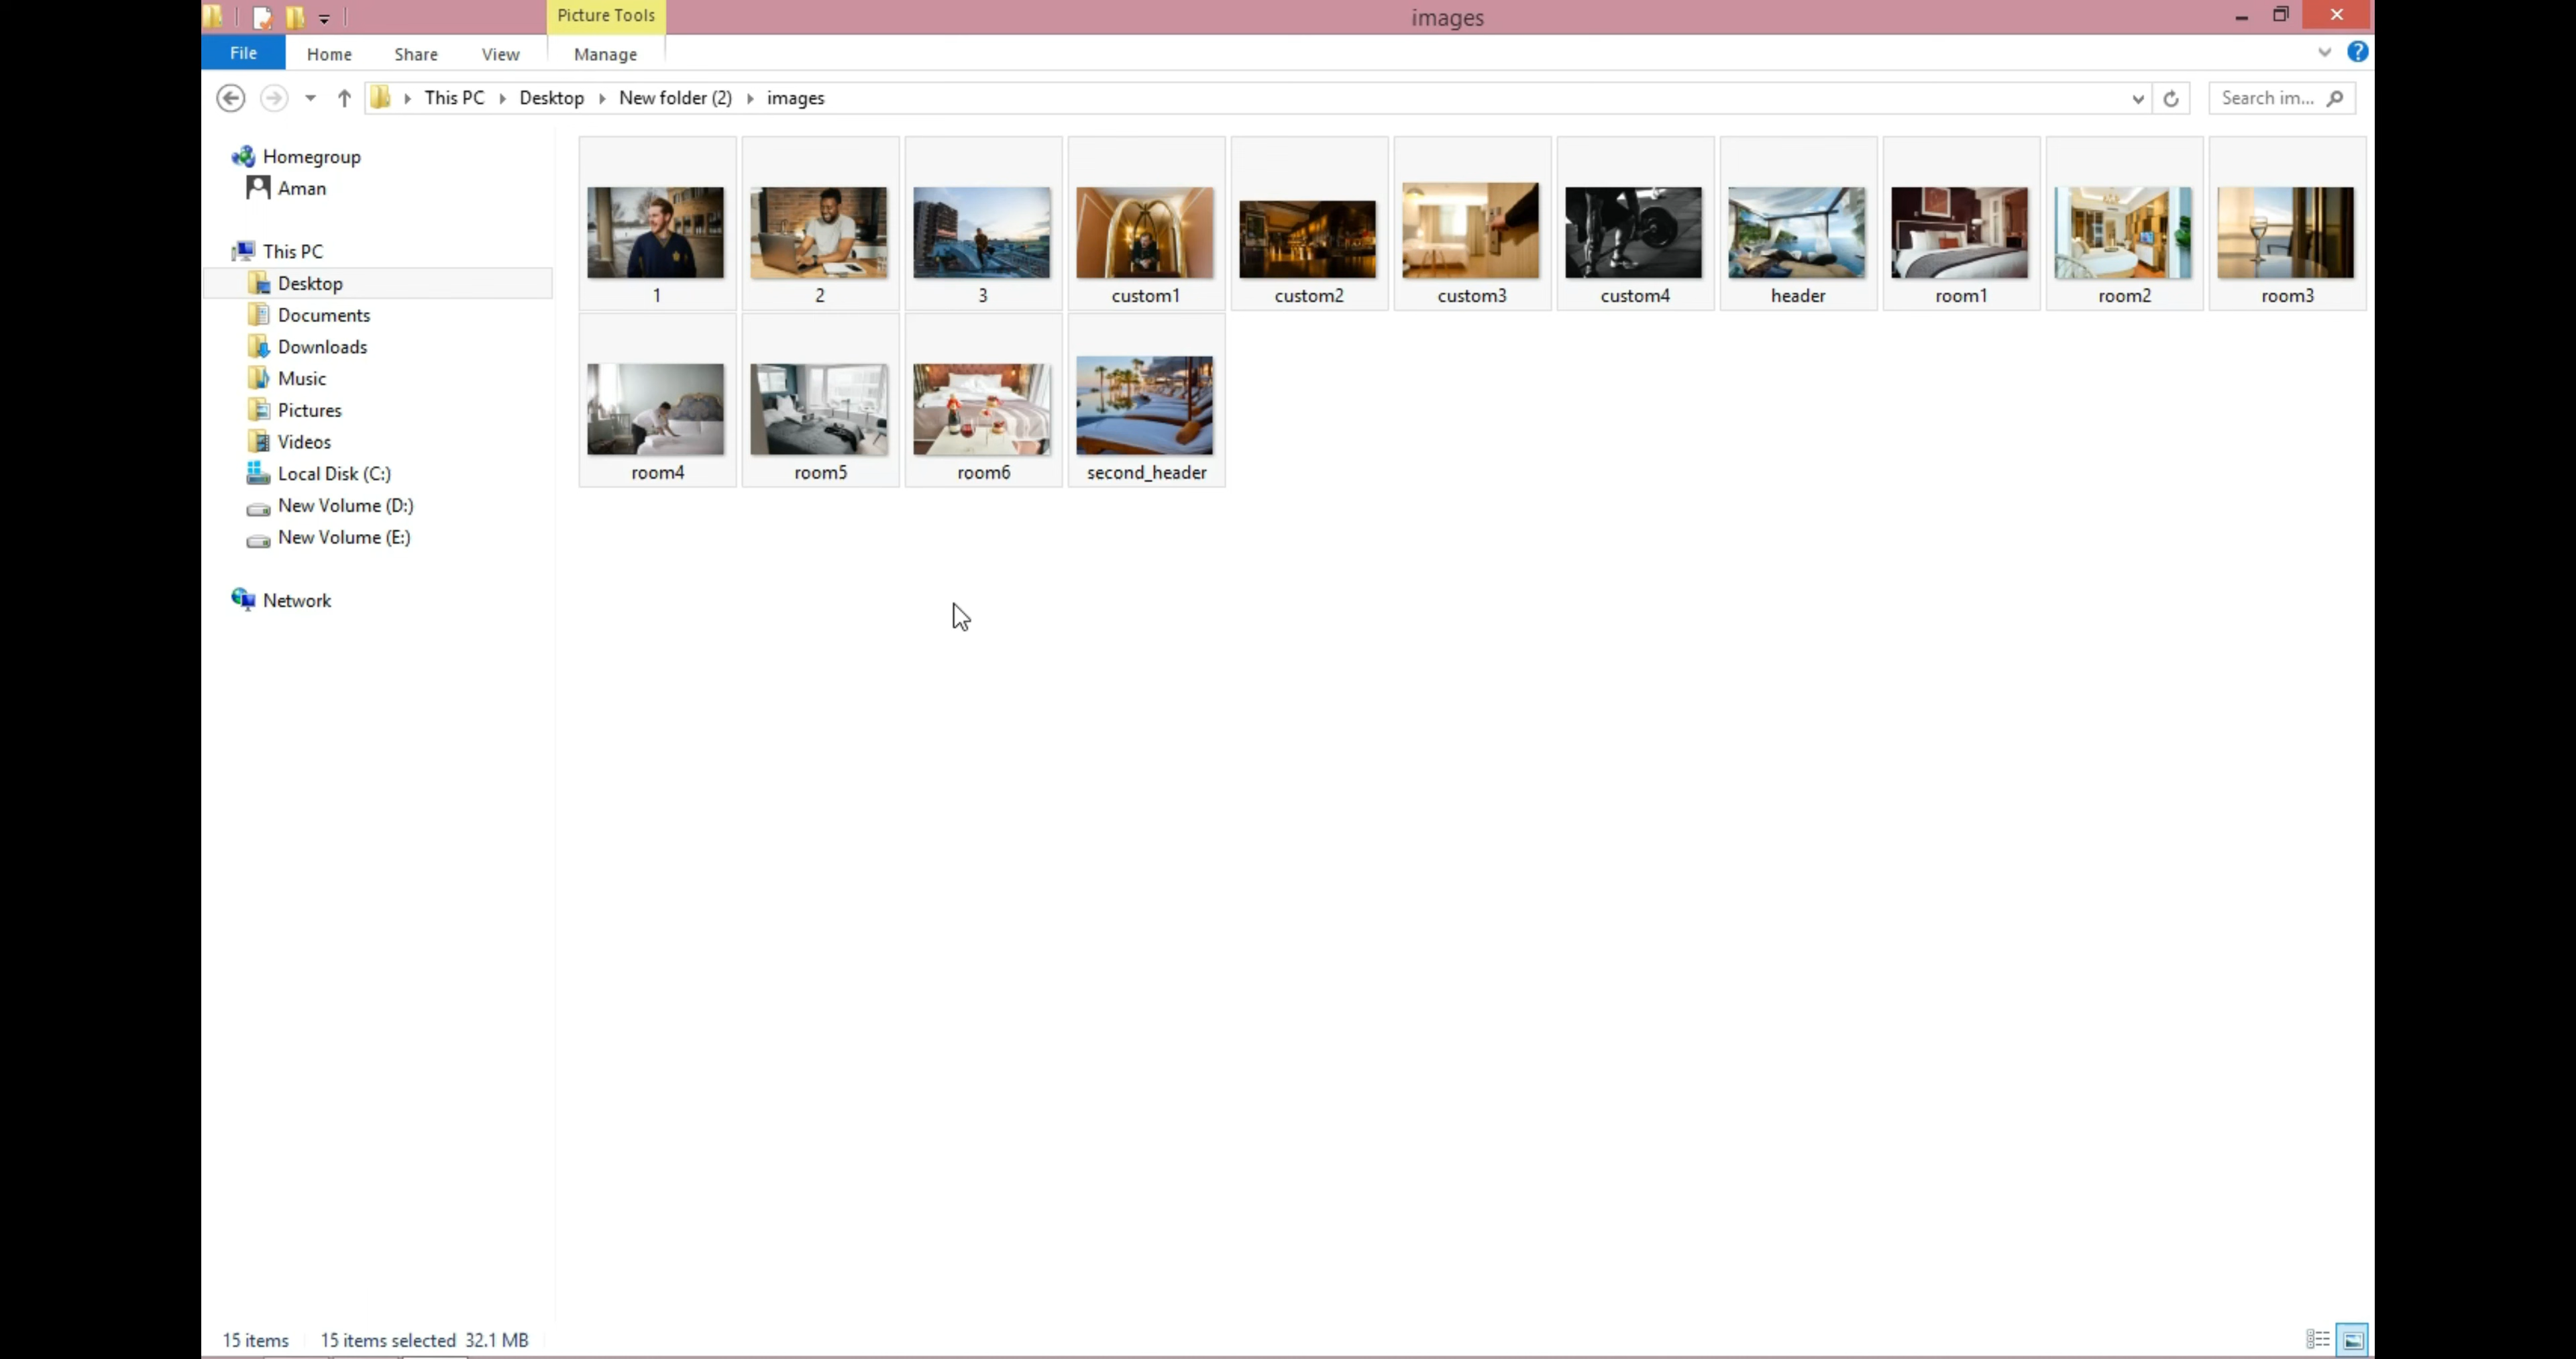 Picture Tools
images
File Home Share View Manage
This PC Desktop New folder (2) images
Search im...
Homegroup
Aman
This PC
Desktop
Documents
Downloads
Music
Pictures
Videos
Local Disk (C:)
New Volume (D:)
New Volume (E:)
Network
1 2 3 custom1 custom2 custom3 custom4 header room1 room2 room3
room4 room5 room6 second_header
15 items 15 items selected 32.1 MB